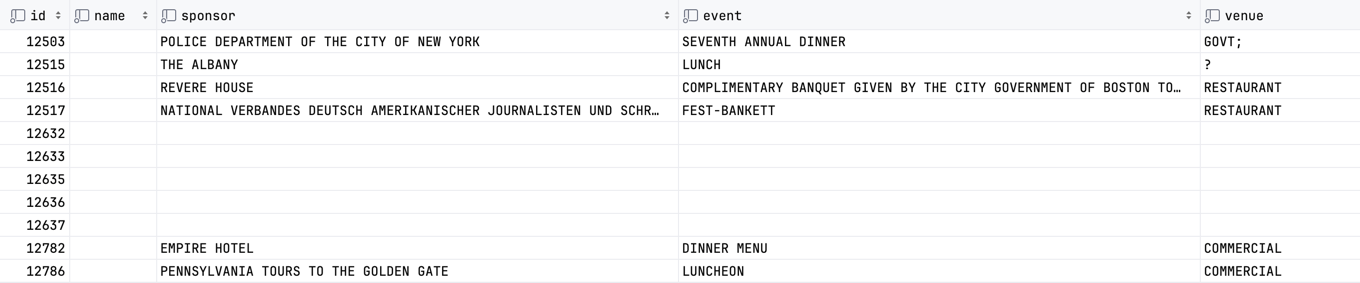 id name sponsor event venue
12503 POLICE DEPARTMENT OF THE CITY OF NEW YORK SEVENTH ANNUAL DINNER GOVT;
12515 THE ALBANY LUNCH ?
12516 REVERE HOUSE COMPLIMENTARY BANQUET GIVEN BY THE CITY GOVERNMENT OF BOSTON TO… RESTAURANT
12517 NATIONAL VERBANDES DEUTSCH AMERIKANISCHER JOURNALISTEN UND SCHR… FEST-BANKETT RESTAURANT
12632
12633
12635
12636
12637
12782 EMPIRE HOTEL DINNER MENU COMMERCIAL
12786 PENNSYLVANIA TOURS TO THE GOLDEN GATE LUNCHEON COMMERCIAL